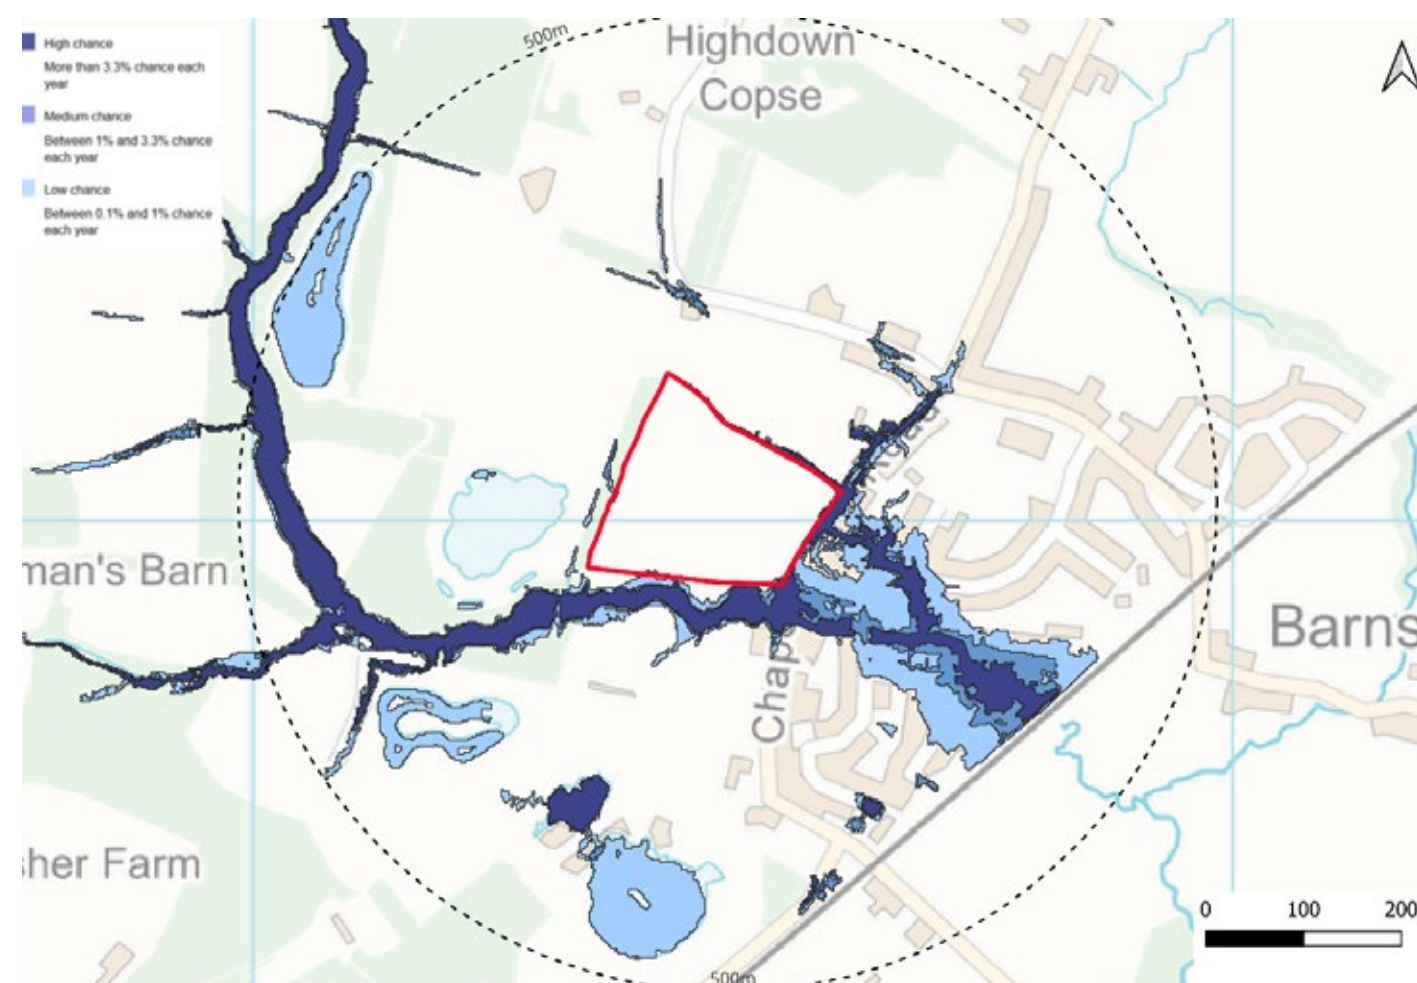 High chance
More than 3.3% chance each
year
Medium chance
Between 1% and 3.3% chance
each year
Low chance
Between 0.1% and 1% chance
each year
500m
Highdown
Copse
man's Barn
Barns
Chap
sher Farm
0 100 200
500m